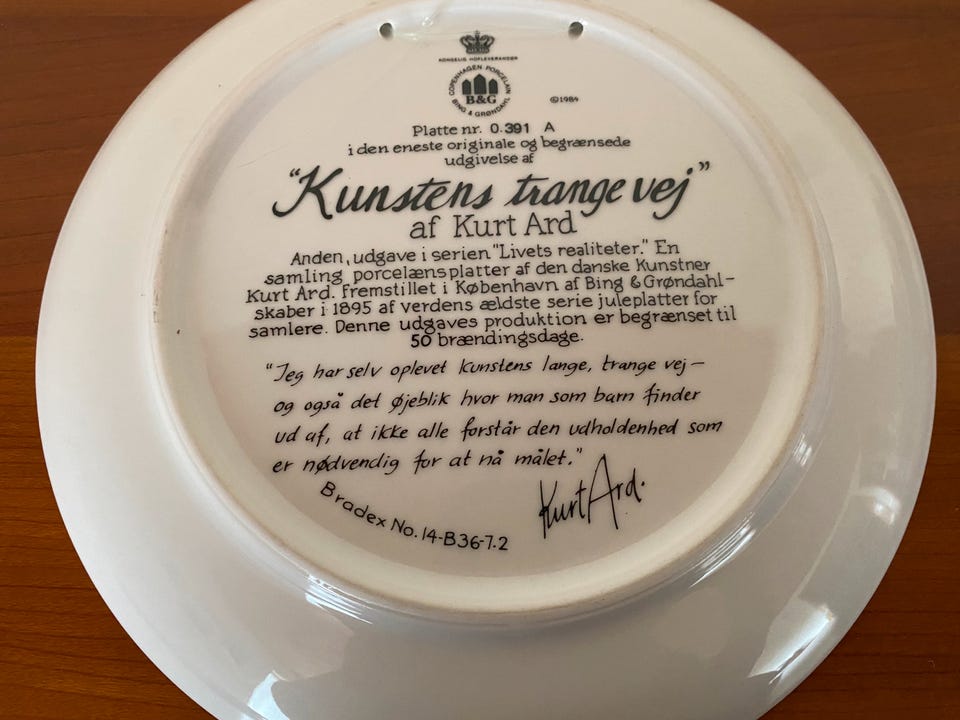 KONGELIG HOFLEVERANDØR
COPENHAGEN PORCELAIN
B&G
BING & GRØNDAHL
©1984
Platte nr. 0.391 A
i den eneste originale og begrænsede
udgivelse af
"Kunstens trange vej"
af Kurt Ard
Anden, udgave i serien "Livets realiteter." En
samling porcelænsplatter af den danske Kunstner
Kurt Ard. Fremstillet i København af Bing & Grøndahl-
skaber i 1895 af verdens ældste serie juleplatter for
samlere. Denne udgaves produktion er begrænset til
50 brændingsdage.
"Jeg har selv oplevet kunstens lange, trange vej –
og også det øjeblik hvor man som barn finder
ud af, at ikke alle forstår den udholdenhed som
er nødvendig for at nå målet."
Kurt Ard.
Bradex No. 14-B36-7.2